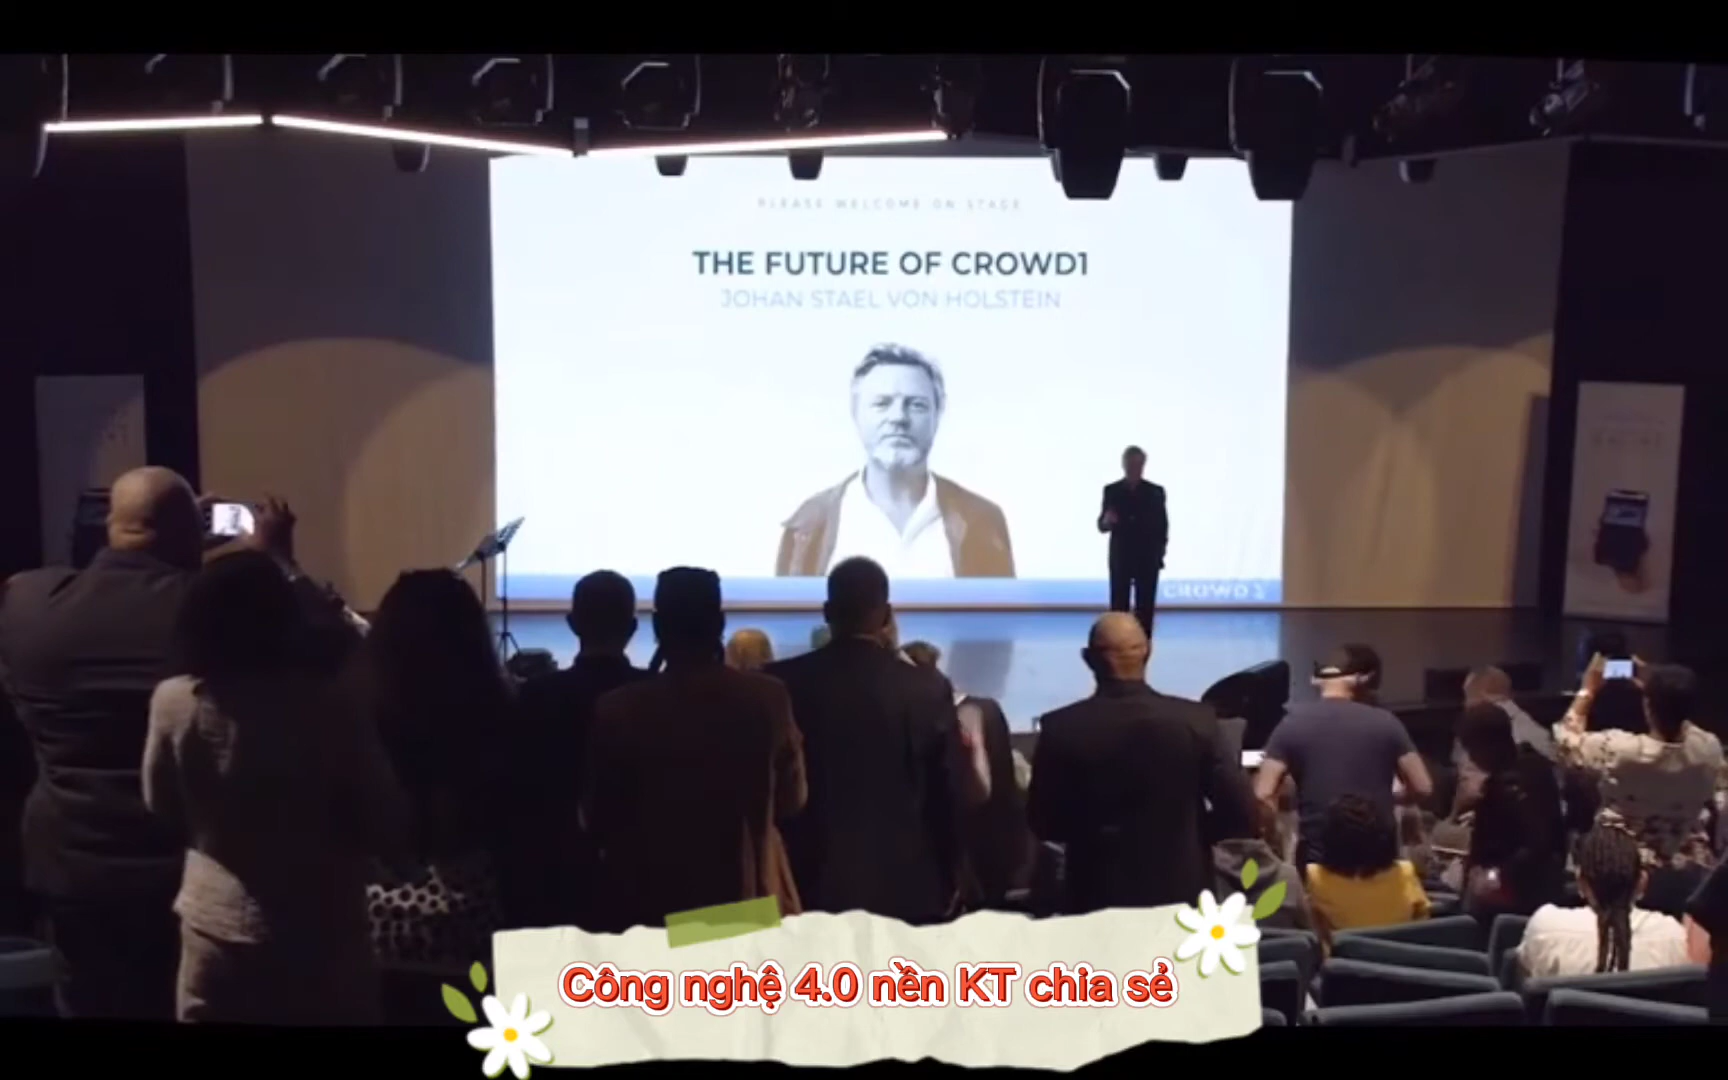 PLEASE WELCOME ON STAGE
THE FUTURE OF CROWD1
JOHAN STAEL VON HOLSTEIN
CROWD1
Công nghệ 4.0 nền KT chia sẻ